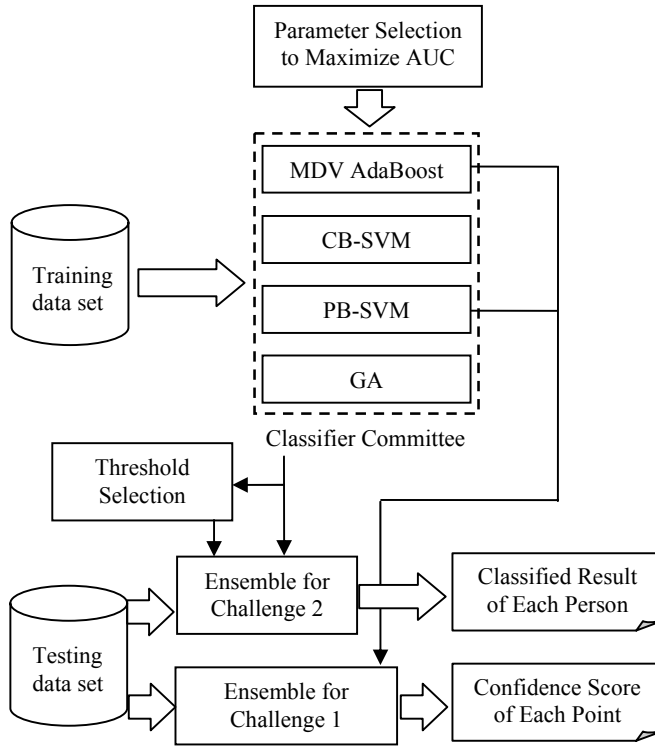 Parameter Selection
to Maximize AUC
MDV AdaBoost
CB-SVM
PB-SVM
GA
Training
data set
Classifier Committee
Threshold
Selection
Ensemble for
Challenge 2
Classified Result
of Each Person
Testing
data set
Ensemble for
Challenge 1
Confidence Score
of Each Point